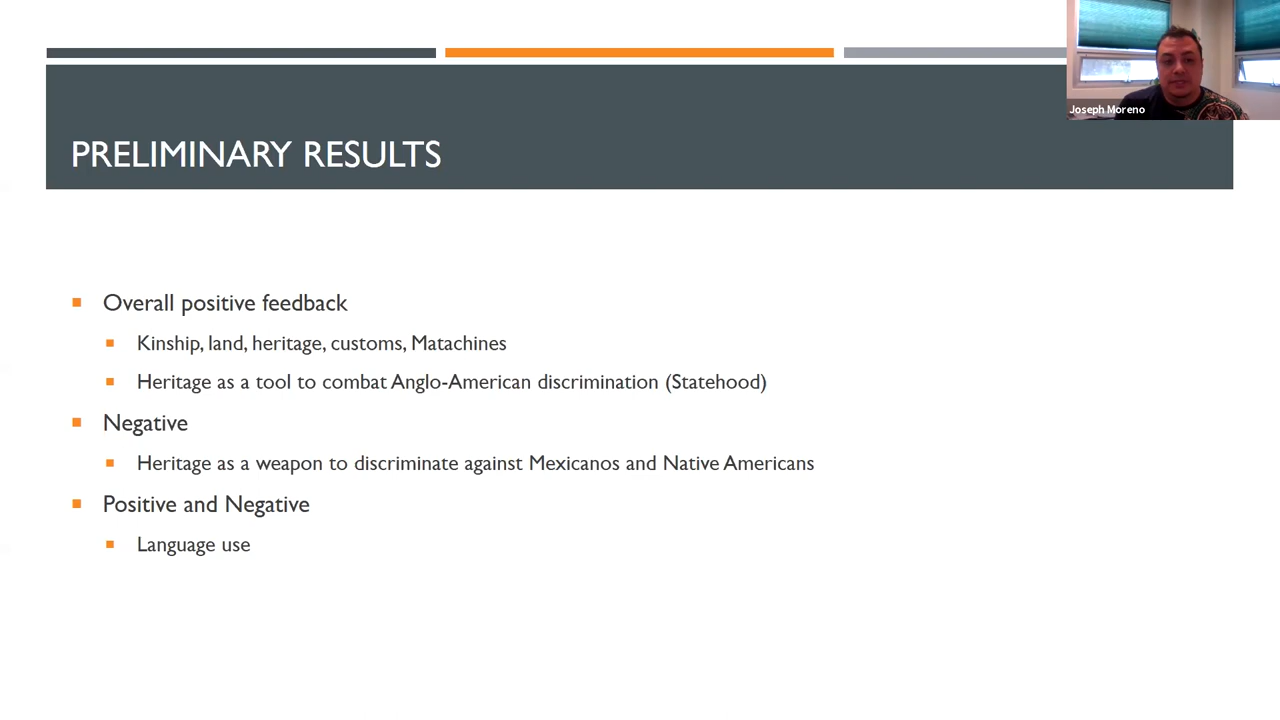 Joseph Moreno
PRELIMINARY RESULTS
Overall positive feedback
Kinship, land, heritage, customs, Matachines
Heritage as a tool to combat Anglo-American discrimination (Statehood)
Negative
Heritage as a weapon to discriminate against Mexicanos and Native Americans
Positive and Negative
Language use